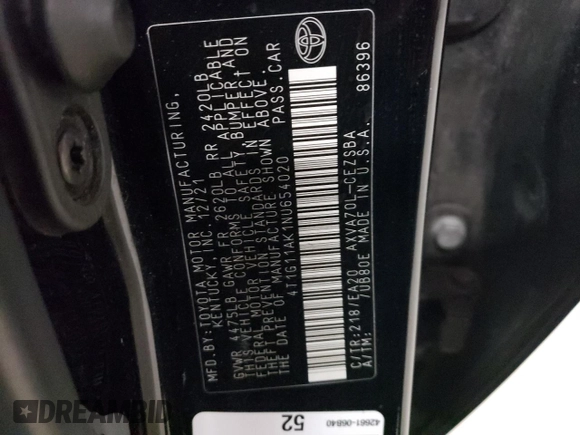 MFD.BY:TOYOTA MOTOR MANUFACTURING,
KENTUCKY, INC. 12/21
GVWR 4475LB GAWR FR 2620LB RR 2420LB
THIS VEHICLE CONFORMS TO ALL APPLICABLE
FEDERAL MOTOR VEHICLE SAFETY, BUMPER, AND
THEFT PREVENTION STANDARDS IN EFFECT ON
THE DATE OF MANUFACTURE SHOWN ABOVE.
4T1G11AK1NU654020 PASS.CAR
C/TR:218/EA20 AXVA70L-CEZSBA
A/TM: 7UB80E MADE IN U.S.A. 86396
52
42661-06840
DREAMBID